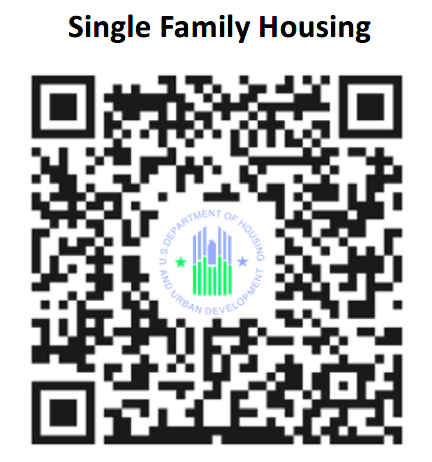 Single Family Housing
U.S. DEPARTMENT OF HOUSING
AND URBAN DEVELOPMENT